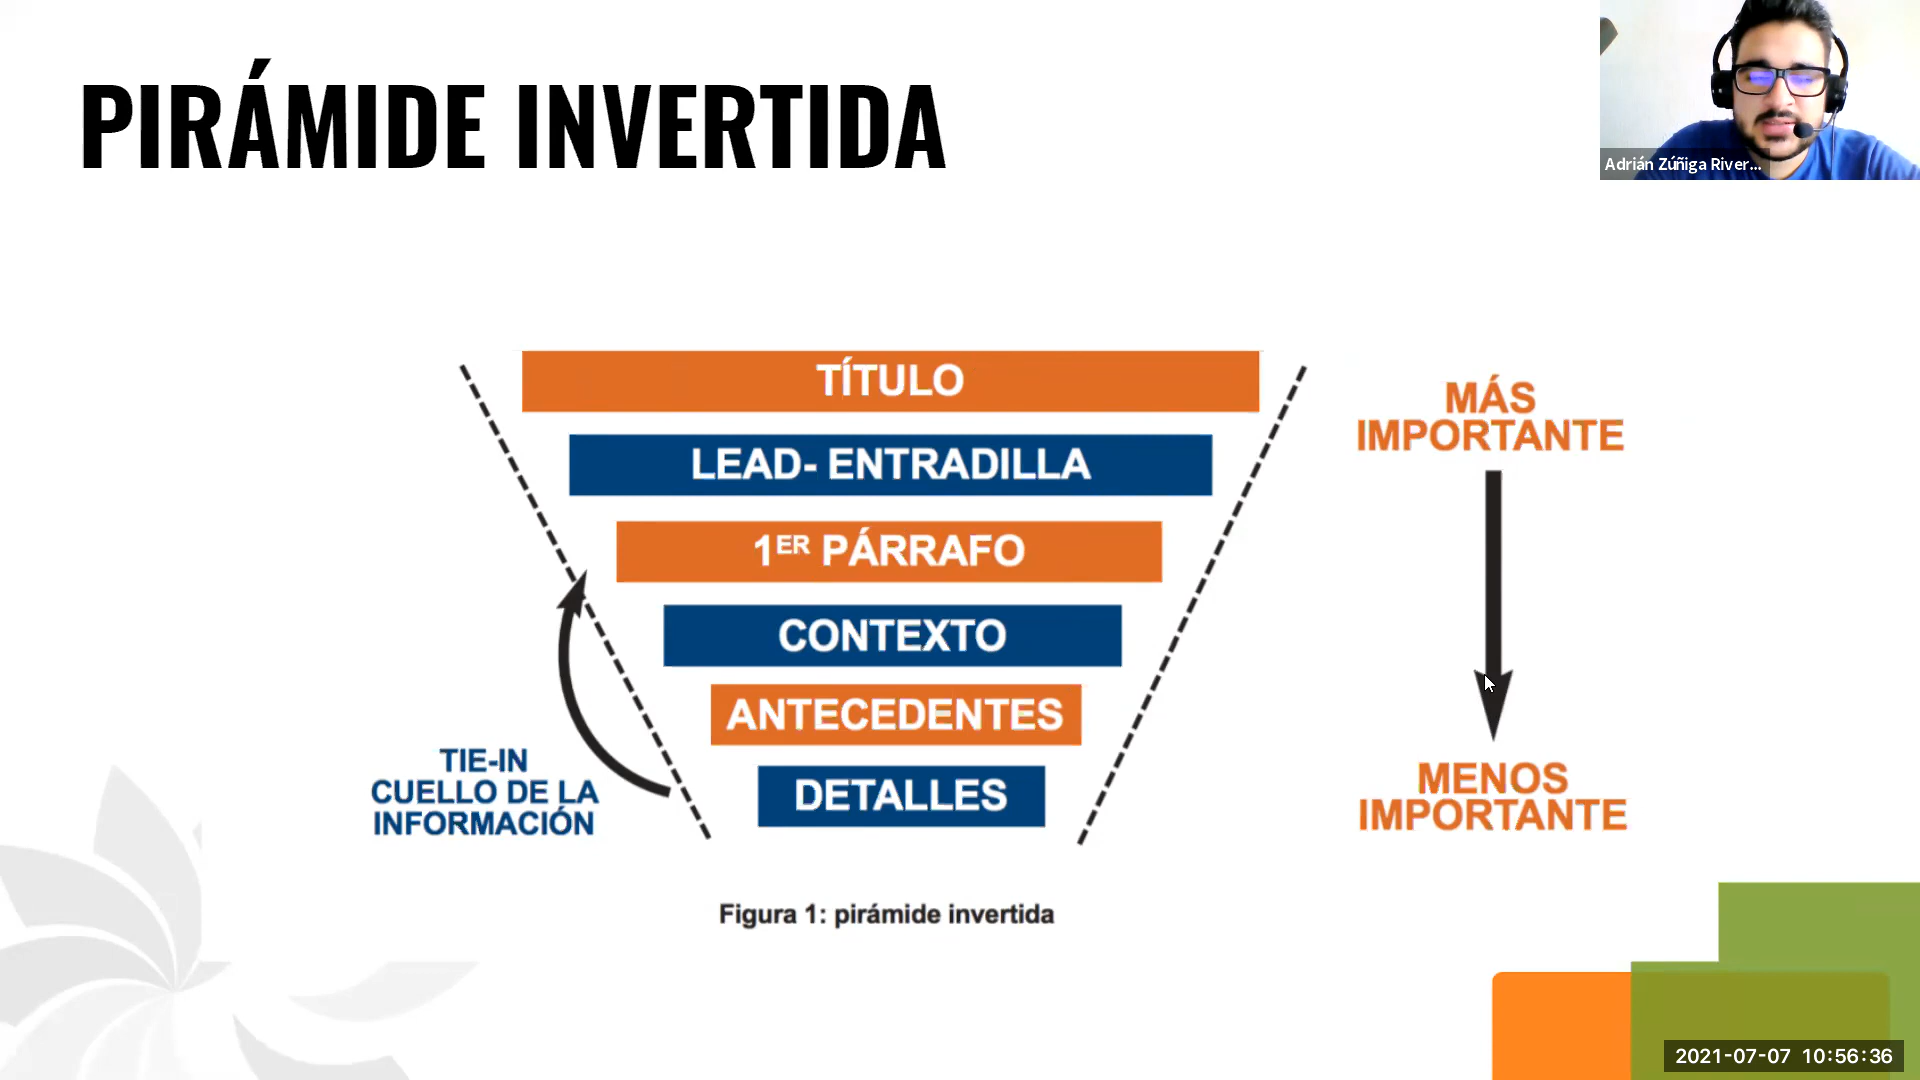 PIRÁMIDE INVERTIDA
Adrián Zúñiga River...
TÍTULO
LEAD- ENTRADILLA
1ER PÁRRAFO
CONTEXTO
ANTECEDENTES
DETALLES
TIE-IN
CUELLO DE LA
INFORMACIÓN
MÁS
IMPORTANTE
MENOS
IMPORTANTE
Figura 1: pirámide invertida
2021-07-07 10:56:36